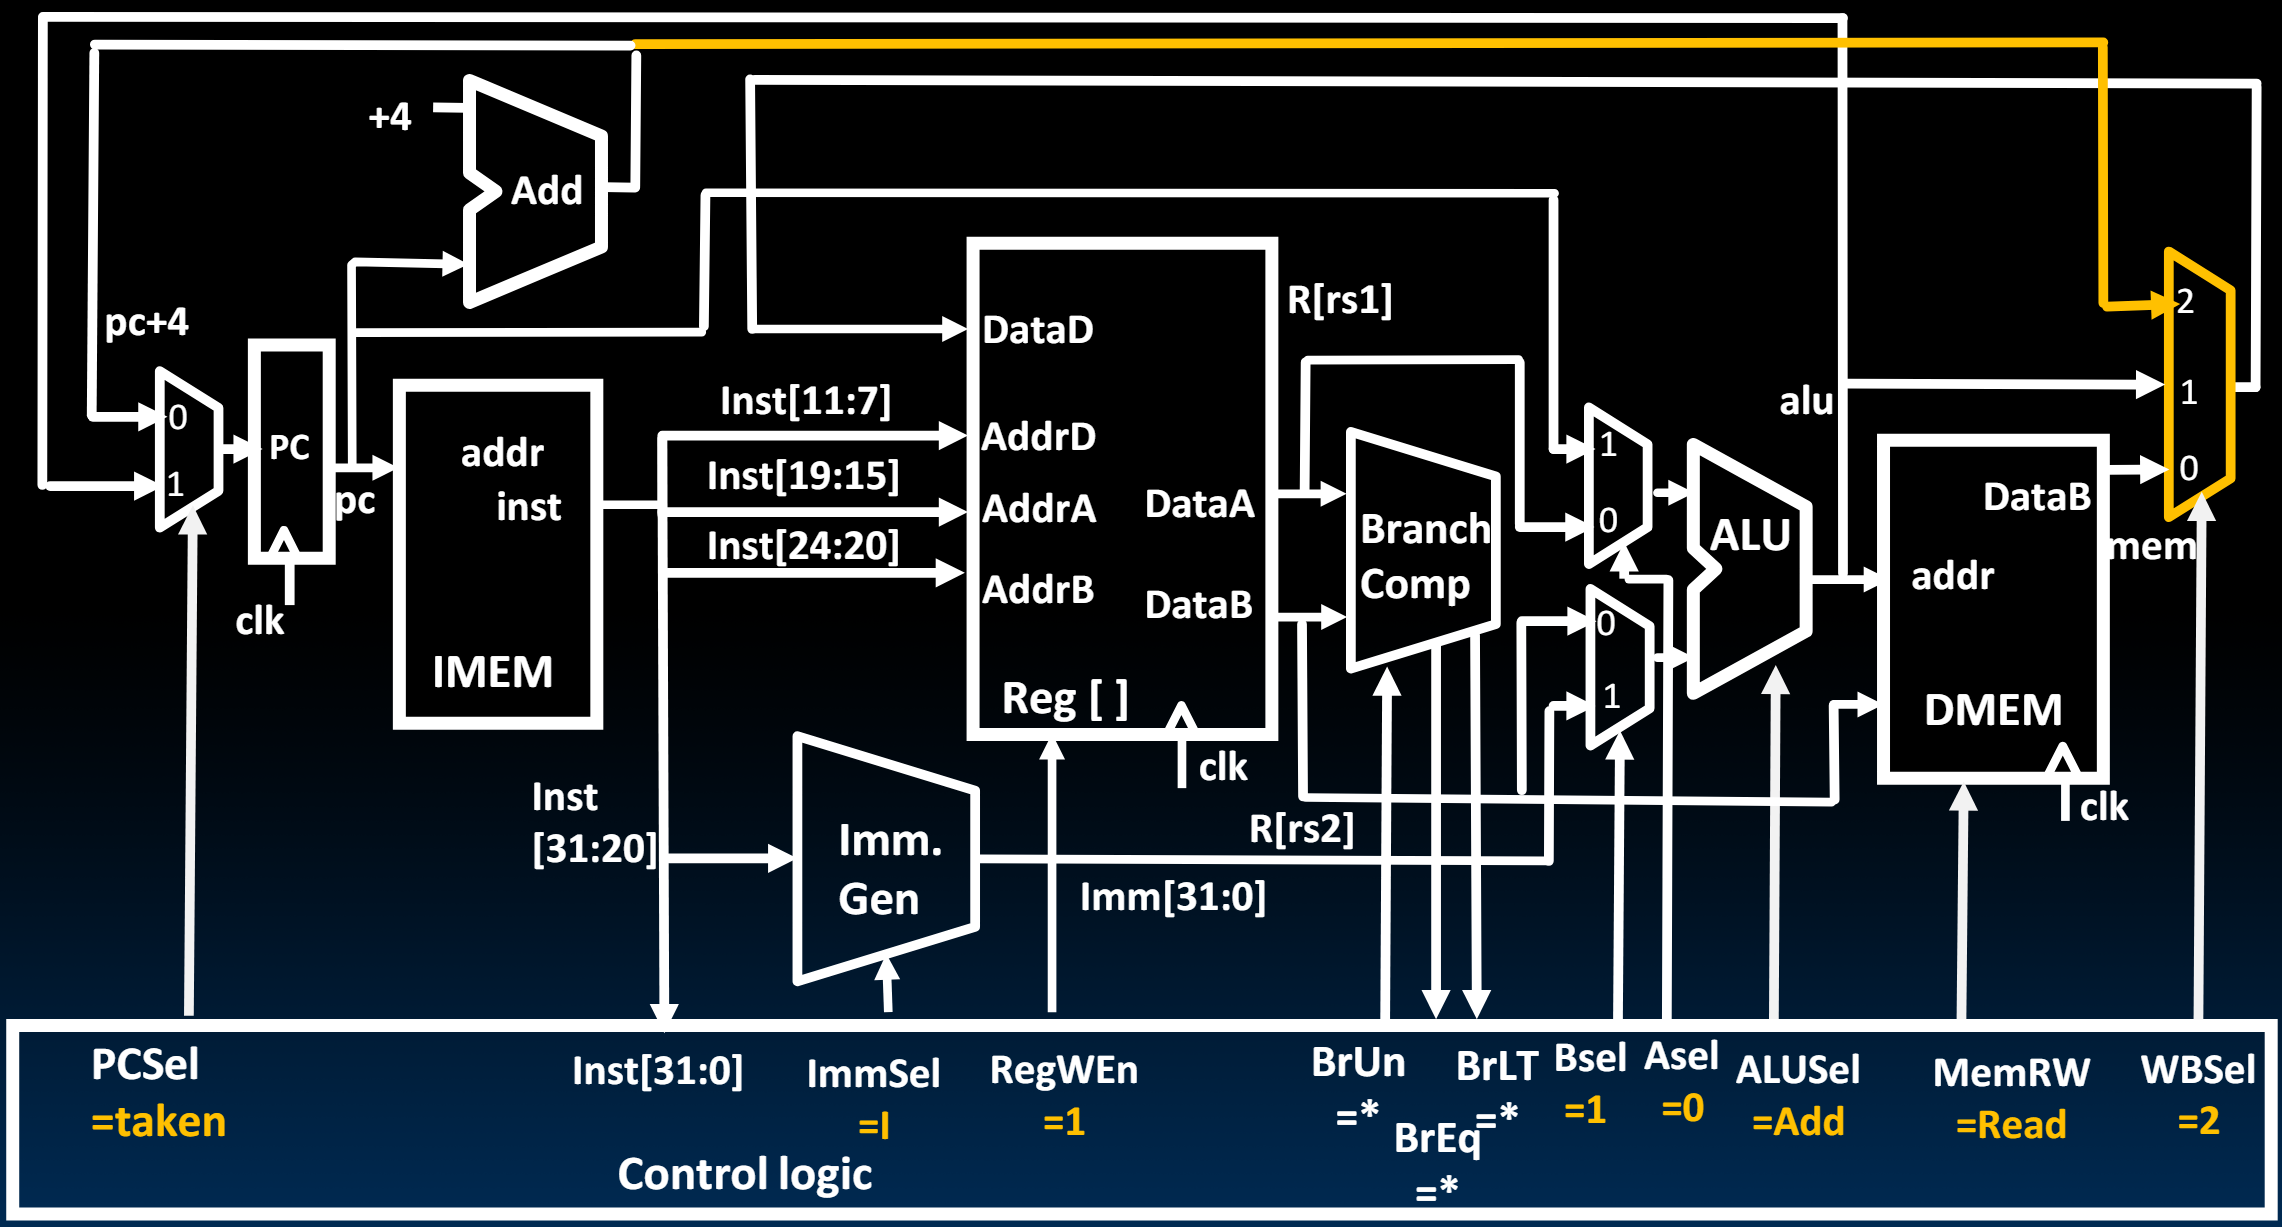 +4
Add
pc+4
0
1
PC
clk
pc
addr
inst
IMEM
Inst[11:7]
Inst[19:15]
Inst[24:20]
DataD
AddrD
AddrA
AddrB
DataA
DataB
Reg [ ]
clk
R[rs1]
R[rs2]
Branch
Comp
1
0
0
1
ALU
alu
addr
DataB
DMEM
clk
mem
2
1
0
Inst
[31:20]
Imm.
Gen
Imm[31:0]
PCSel
=taken
Inst[31:0]
ImmSel
=I
RegWEn
=1
BrUn
=*
BrEq
=*
BrLT
=*
Bsel
=1
Asel
=0
ALUSel
=Add
MemRW
=Read
WBSel
=2
Control logic